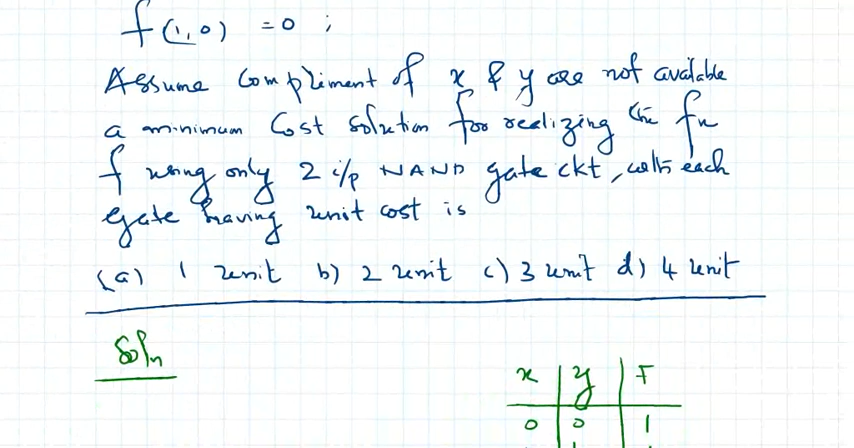 f(1,0) = 0 ;
Assume Compliment of x & y are not available
a minimum Cost Solution for realizing the fn
f using only 2 i/p NAND gate ckt, with each
gate having unit cost is
(a) 1 unit b) 2 unit c) 3 unit d) 4 unit
Soln
x y F
0 0 1